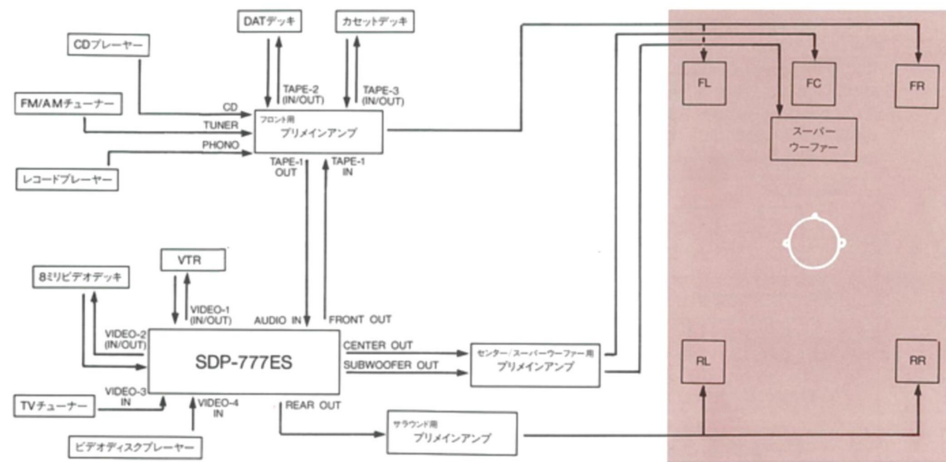 DATデッキ
カセットデッキ
CDプレーヤー
TAPE-2
(IN/OUT)
TAPE-3
(IN/OUT)
FL
FC
FR
FM/AMチューナー
CD
フロント用
プリメインアンプ
TUNER
スーパー
ウーファー
PHONO
レコードプレーヤー
TAPE-1
OUT
TAPE-1
IN
VTR
8ミリビデオデッキ
VIDEO-1
(IN/OUT)
AUDIO IN
FRONT OUT
VIDEO-2
(IN/OUT)
SDP-777ES
CENTER OUT
SUBWOOFER OUT
センター/スーパーウーファー用
プリメインアンプ
RL
RR
TVチューナー
VIDEO-3
IN
VIDEO-4
IN
REAR OUT
サラウンド用
プリメインアンプ
ビデオディスクプレーヤー